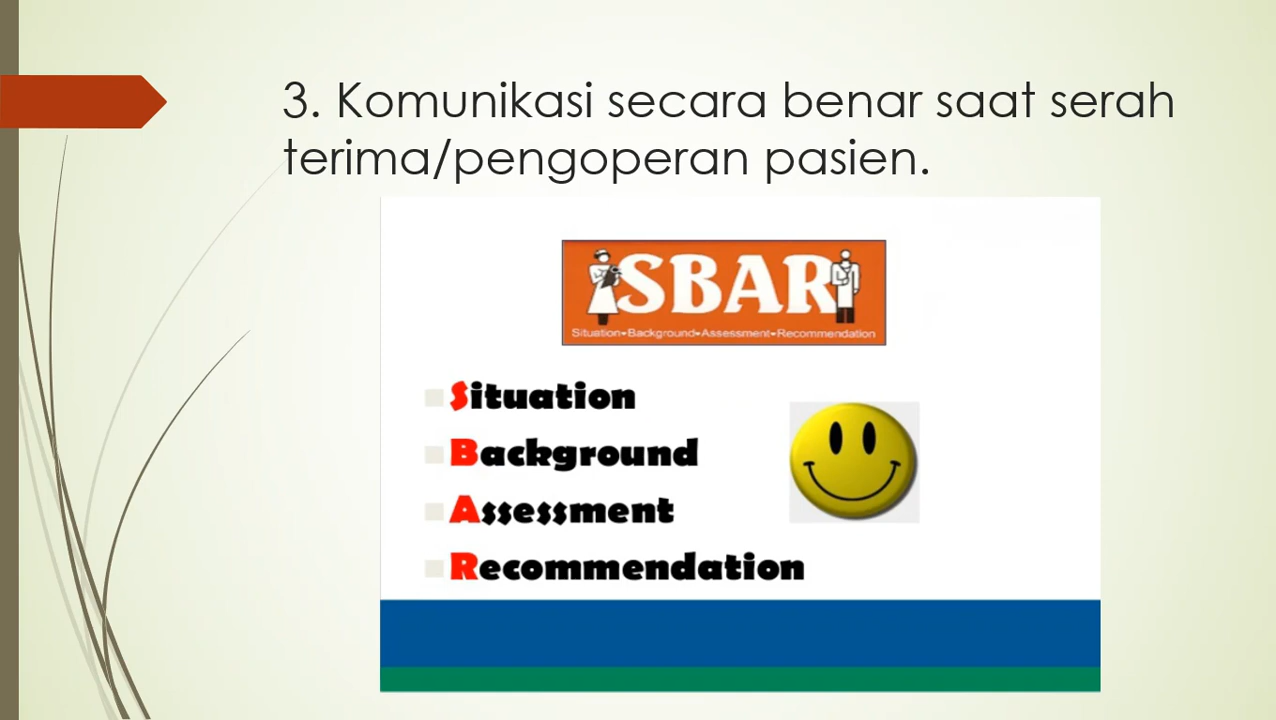 3. Komunikasi secara benar saat serah
terima/pengoperan pasien.
SBAR
Situation-Background-Assessment-Recommendation
Situation
Background
Assessment
Recommendation